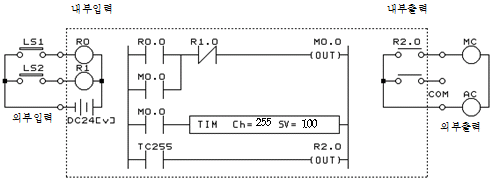 내부입력 내부출력
LS1 R0 R0.0 R1.0 M0.0 R2.0 MC
(OUT)
LS2 R1 M0.0
COM AC
외부입력 DC24[v] M0.0 TIM Ch= 255 SV= 100 외부출력
TC255 R2.0
(OUT)